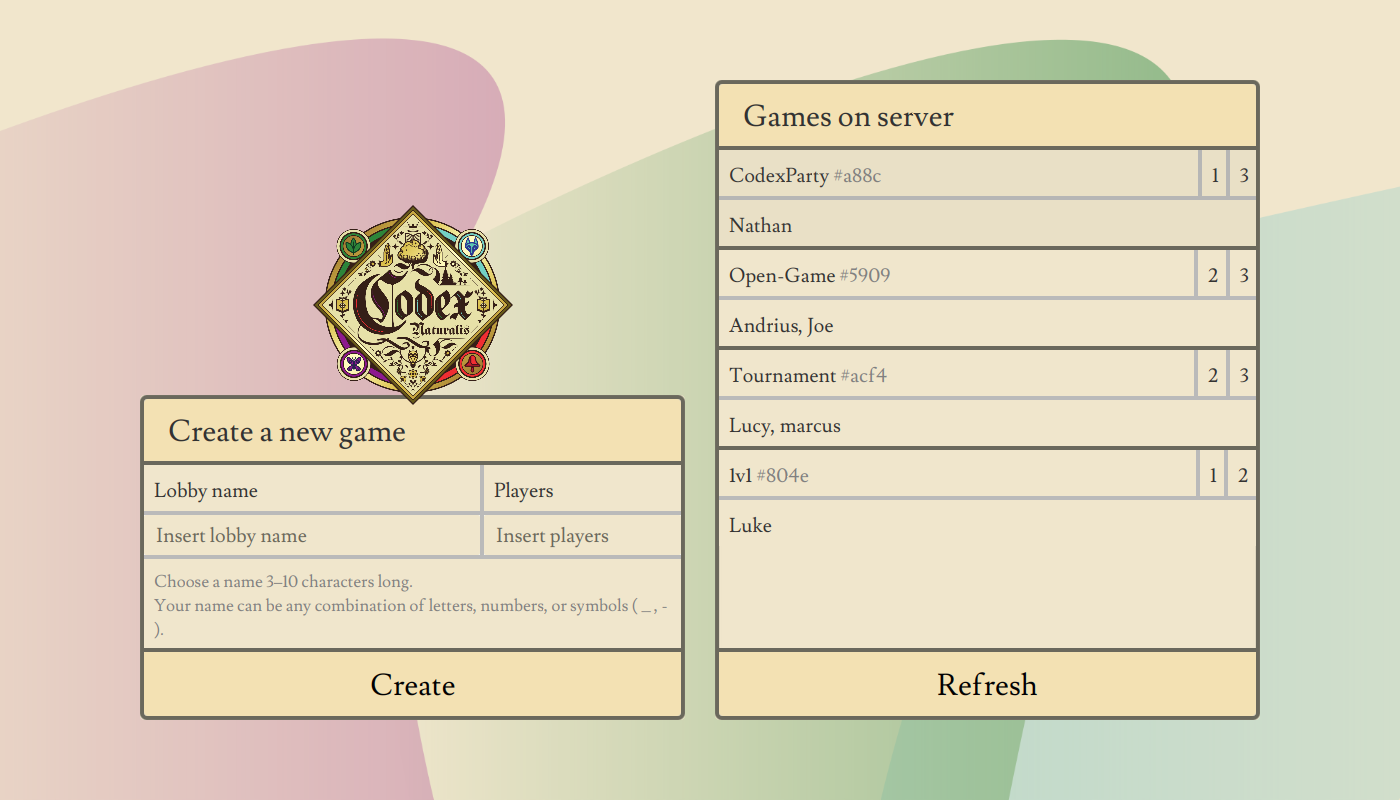 Codex
Naturalis
Create a new game
Lobby name Players
Insert lobby name Insert players
Choose a name 3–10 characters long.
Your name can be any combination of letters, numbers, or symbols ( _ , -
).
Create
Games on server
CodexParty #a88c 1 3
Nathan
Open-Game #5909 2 3
Andrius, Joe
Tournament #acf4 2 3
Lucy, marcus
1v1 #804e 1 2
Luke
Refresh